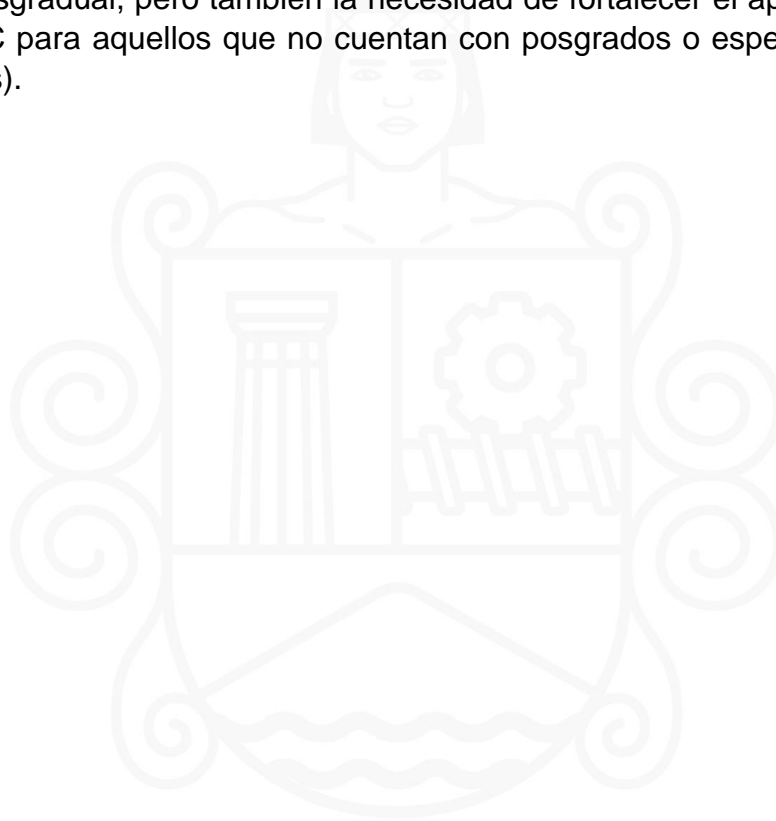 sgradual, pero también la necesidad de fortalecer el ap
C para aquellos que no cuentan con posgrados o espe
s).